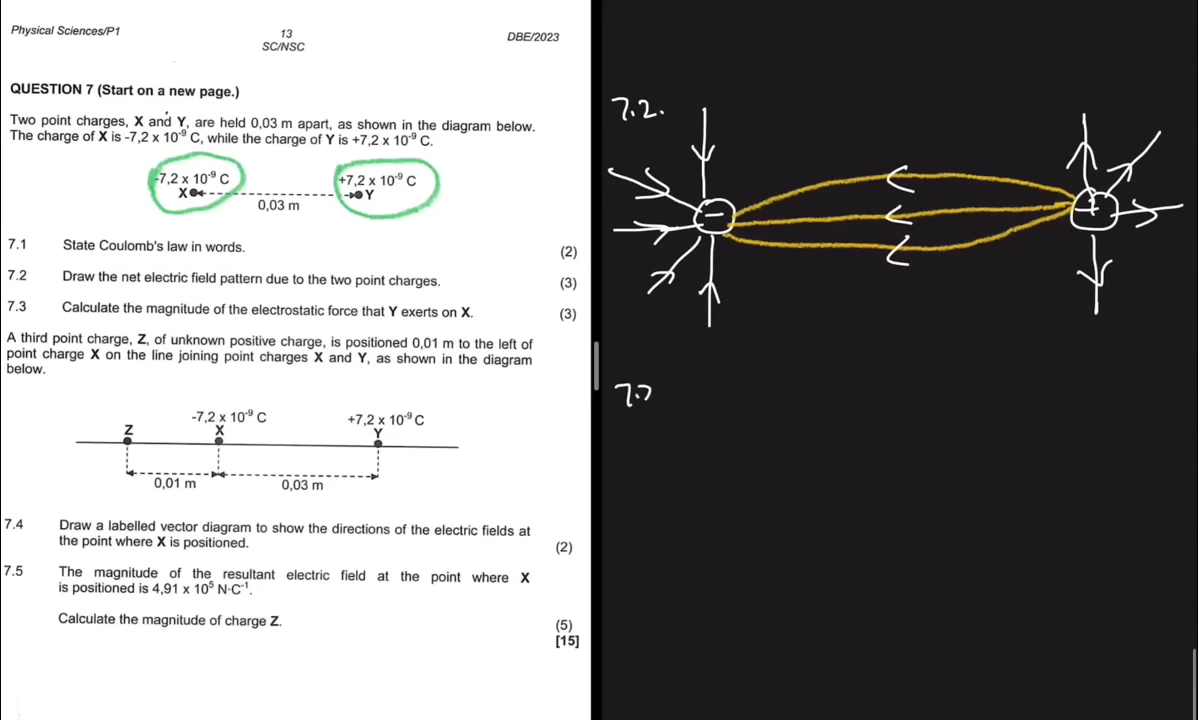 Physical Sciences/P1
13
SC/NSC
DBE/2023
QUESTION 7 (Start on a new page.)
Two point charges, X and Y, are held 0,03 m apart, as shown in the diagram below.
The charge of X is -7,2 x 10⁻⁹ C, while the charge of Y is +7,2 x 10⁻⁹ C.
-7,2 x 10⁻⁹ C
+7,2 x 10⁻⁹ C
X
Y
0,03 m
7.1 State Coulomb's law in words. (2)
7.2 Draw the net electric field pattern due to the two point charges. (3)
7.3 Calculate the magnitude of the electrostatic force that Y exerts on X. (3)
A third point charge, Z, of unknown positive charge, is positioned 0,01 m to the left of
point charge X on the line joining point charges X and Y, as shown in the diagram
below.
-7,2 x 10⁻⁹ C
+7,2 x 10⁻⁹ C
Z
X
Y
0,01 m
0,03 m
7.4 Draw a labelled vector diagram to show the directions of the electric fields at
the point where X is positioned. (2)
7.5 The magnitude of the resultant electric field at the point where X
is positioned is 4,91 x 10⁵ N·C⁻¹.
Calculate the magnitude of charge Z. (5)
[15]
7.2.
-
+